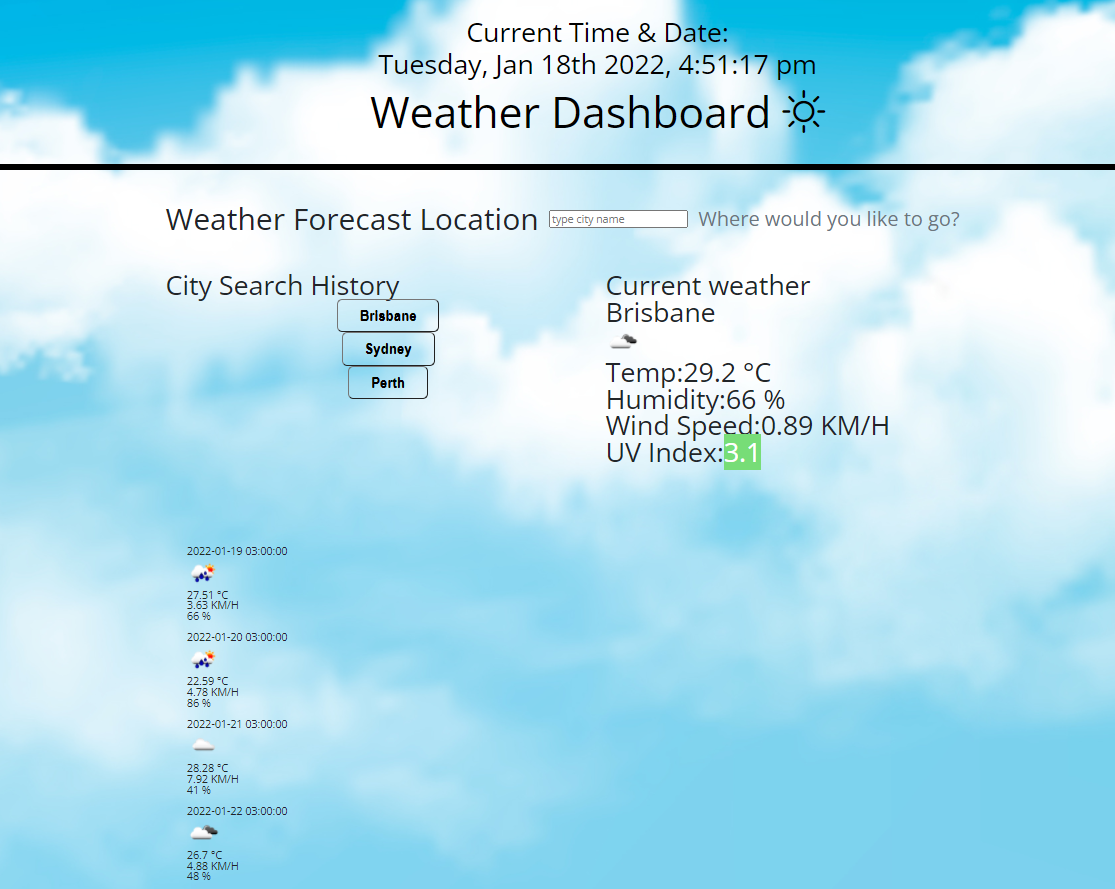 Current Time & Date:
Tuesday, Jan 18th 2022, 4:51:17 pm
Weather Dashboard
Weather Forecast Location
type city name
Where would you like to go?
City Search History
Brisbane
Sydney
Perth
Current weather
Brisbane
Temp:29.2 °C
Humidity:66 %
Wind Speed:0.89 KM/H
UV Index:3.1
2022-01-19 03:00:00
27.51 °C
3.63 KM/H
66 %
2022-01-20 03:00:00
22.59 °C
4.78 KM/H
86 %
2022-01-21 03:00:00
28.28 °C
7.92 KM/H
41 %
2022-01-22 03:00:00
26.7 °C
4.88 KM/H
48 %